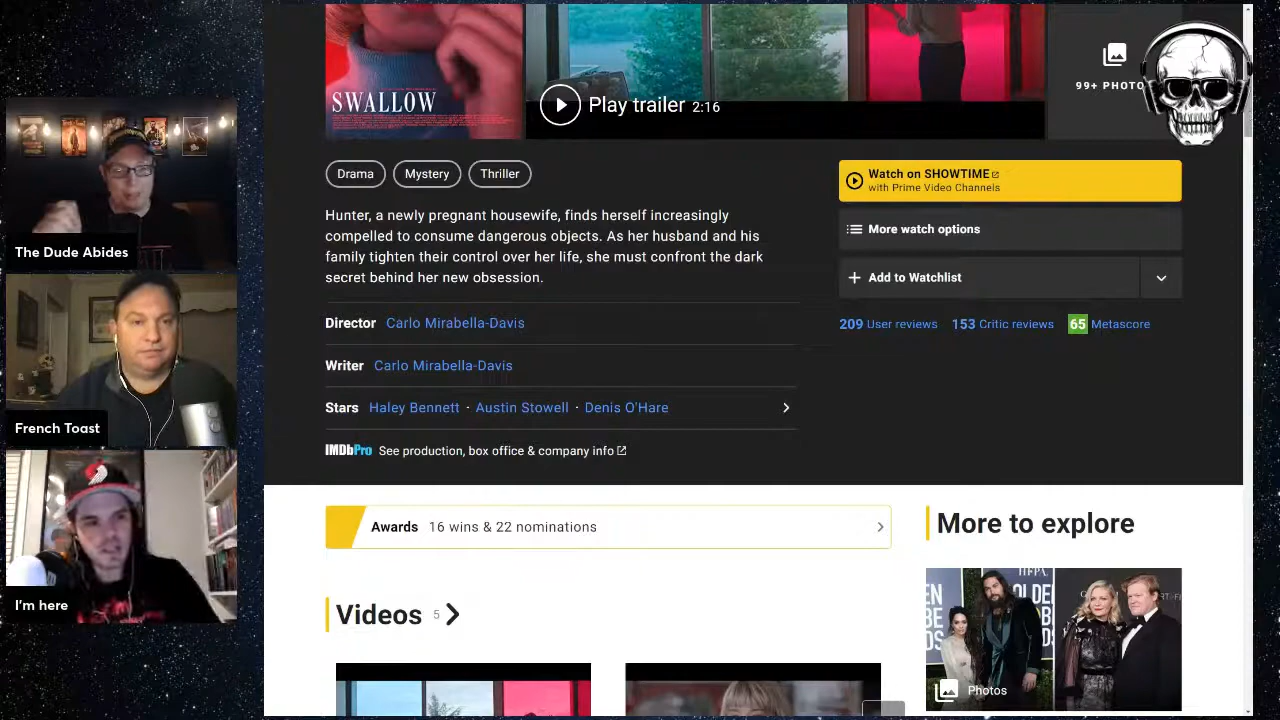 SWALLOW
Play trailer 2:16
99+ PHOTO
Drama
Mystery
Thriller
Watch on SHOWTIME
with Prime Video Channels
Hunter, a newly pregnant housewife, finds herself increasingly
compelled to consume dangerous objects. As her husband and his
family tighten their control over her life, she must confront the dark
secret behind her new obsession.
More watch options
Add to Watchlist
209 User reviews 153 Critic reviews 65 Metascore
Director Carlo Mirabella-Davis
Writer Carlo Mirabella-Davis
Stars Haley Bennett · Austin Stowell · Denis O'Hare
IMDbPro See production, box office & company info
Awards 16 wins & 22 nominations
More to explore
Videos 5
Photos
The Dude Abides
French Toast
I'm here